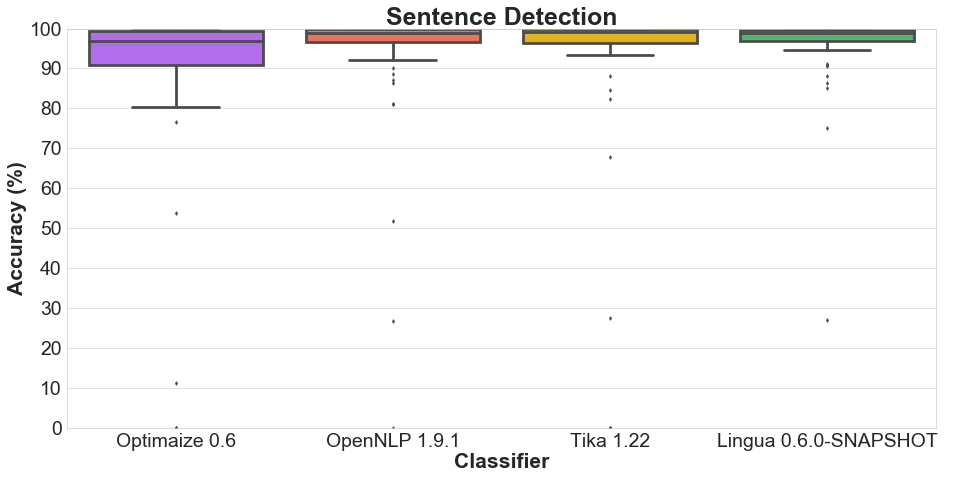 Sentence Detection
100
90
80
70
60
50
40
30
20
10
0
Accuracy (%)
Optimaize 0.6 OpenNLP 1.9.1 Tika 1.22 Lingua 0.6.0-SNAPSHOT
Classifier